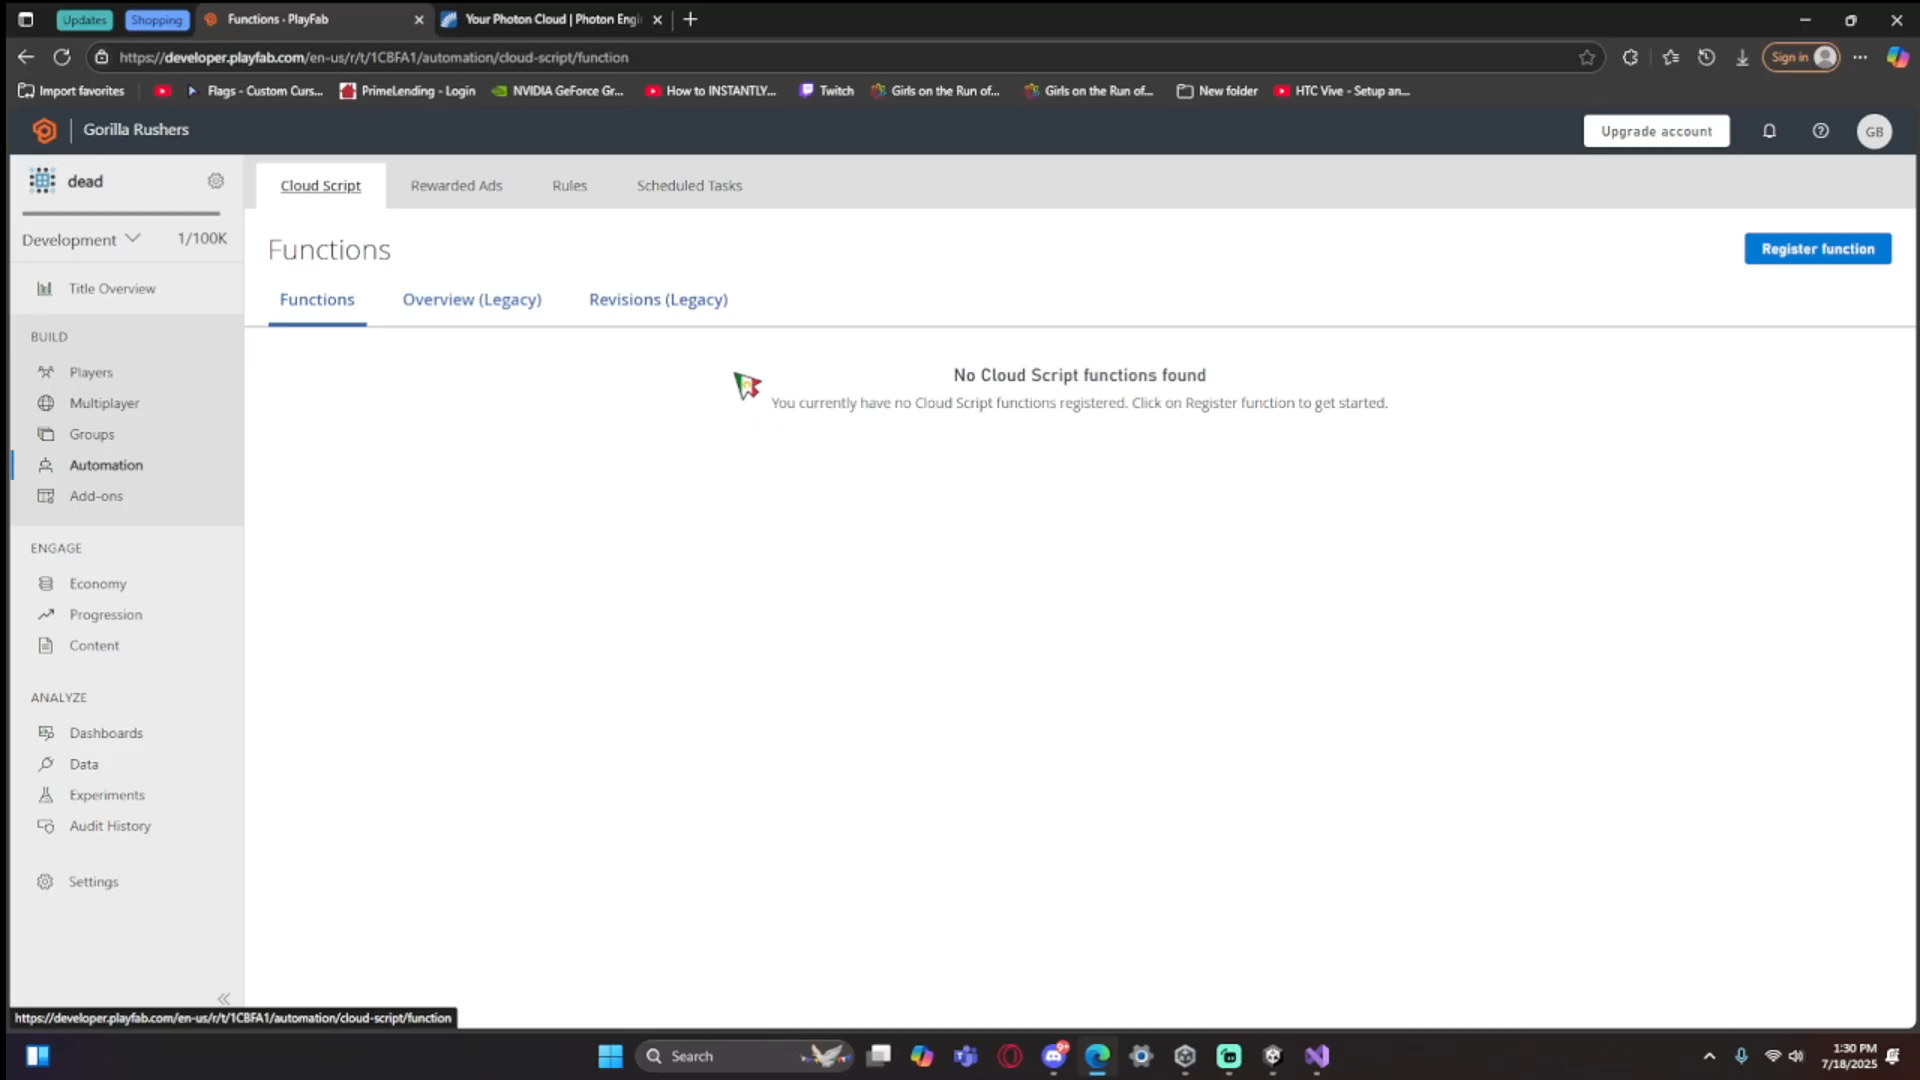 Updates
Shopping
Functions - PlayFab
Your Photon Cloud | Photon Engi
https://developer.playfab.com/en-us/r/t/1CBFA1/automation/cloud-script/function
Sign in
Import favorites
Flags - Custom Curs...
PrimeLending - Login
NVIDIA GeForce Gr...
How to INSTANTLY...
Twitch
Girls on the Run of...
Girls on the Run of...
New folder
HTC Vive - Setup an...
Gorilla Rushers
Upgrade account
GB
dead
Cloud Script
Rewarded Ads
Rules
Scheduled Tasks
Development
1/100K
Functions
Register function
Title Overview
Functions
Overview (Legacy)
Revisions (Legacy)
BUILD
Players
Multiplayer
Groups
Automation
Add-ons
No Cloud Script functions found
You currently have no Cloud Script functions registered. Click on Register function to get started.
ENGAGE
Economy
Progression
Content
ANALYZE
Dashboards
Data
Experiments
Audit History
Settings
https://developer.playfab.com/en-us/r/t/1CBFA1/automation/cloud-script/function
Search
9+
1:30 PM
7/18/2025